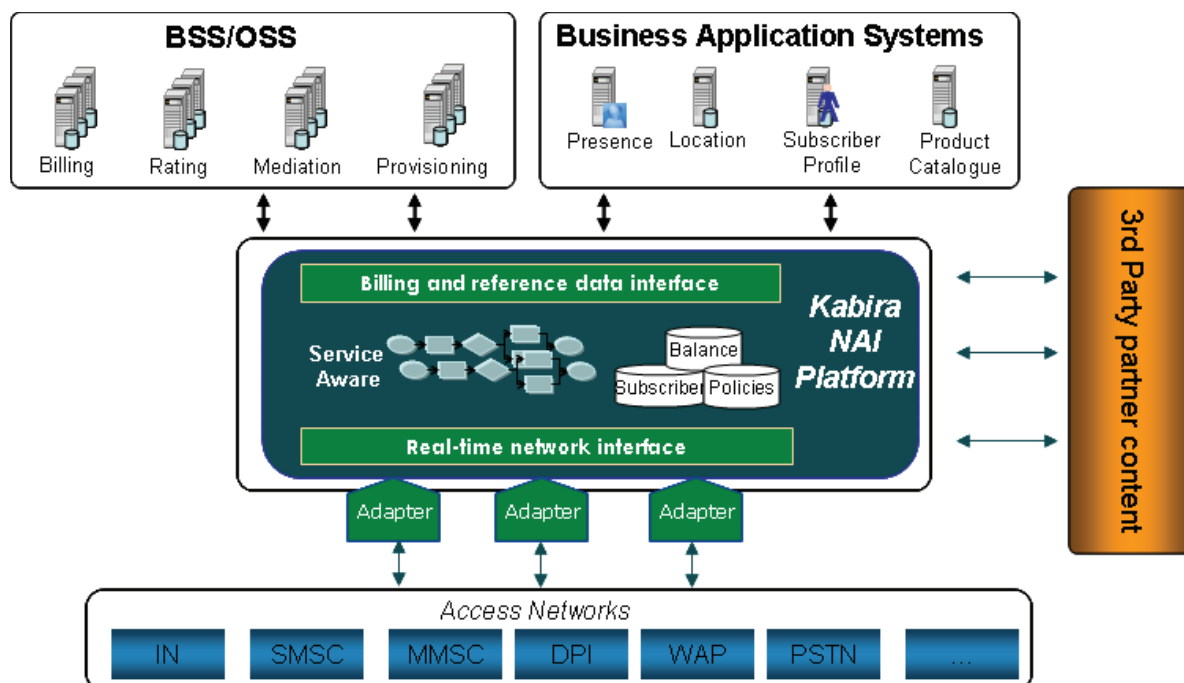 BSS/OSS
Billing
Rating
Mediation
Provisioning
Business Application Systems
Presence
Location
Subscriber
Profile
Product
Catalogue
Billing and reference data interface
Service
Aware
Balance
Subscriber
Policies
Kabira
NAI
Platform
Real-time network interface
Adapter
Adapter
Adapter
3rd Party partner content
Access Networks
IN
SMSC
MMSC
DPI
WAP
PSTN
...